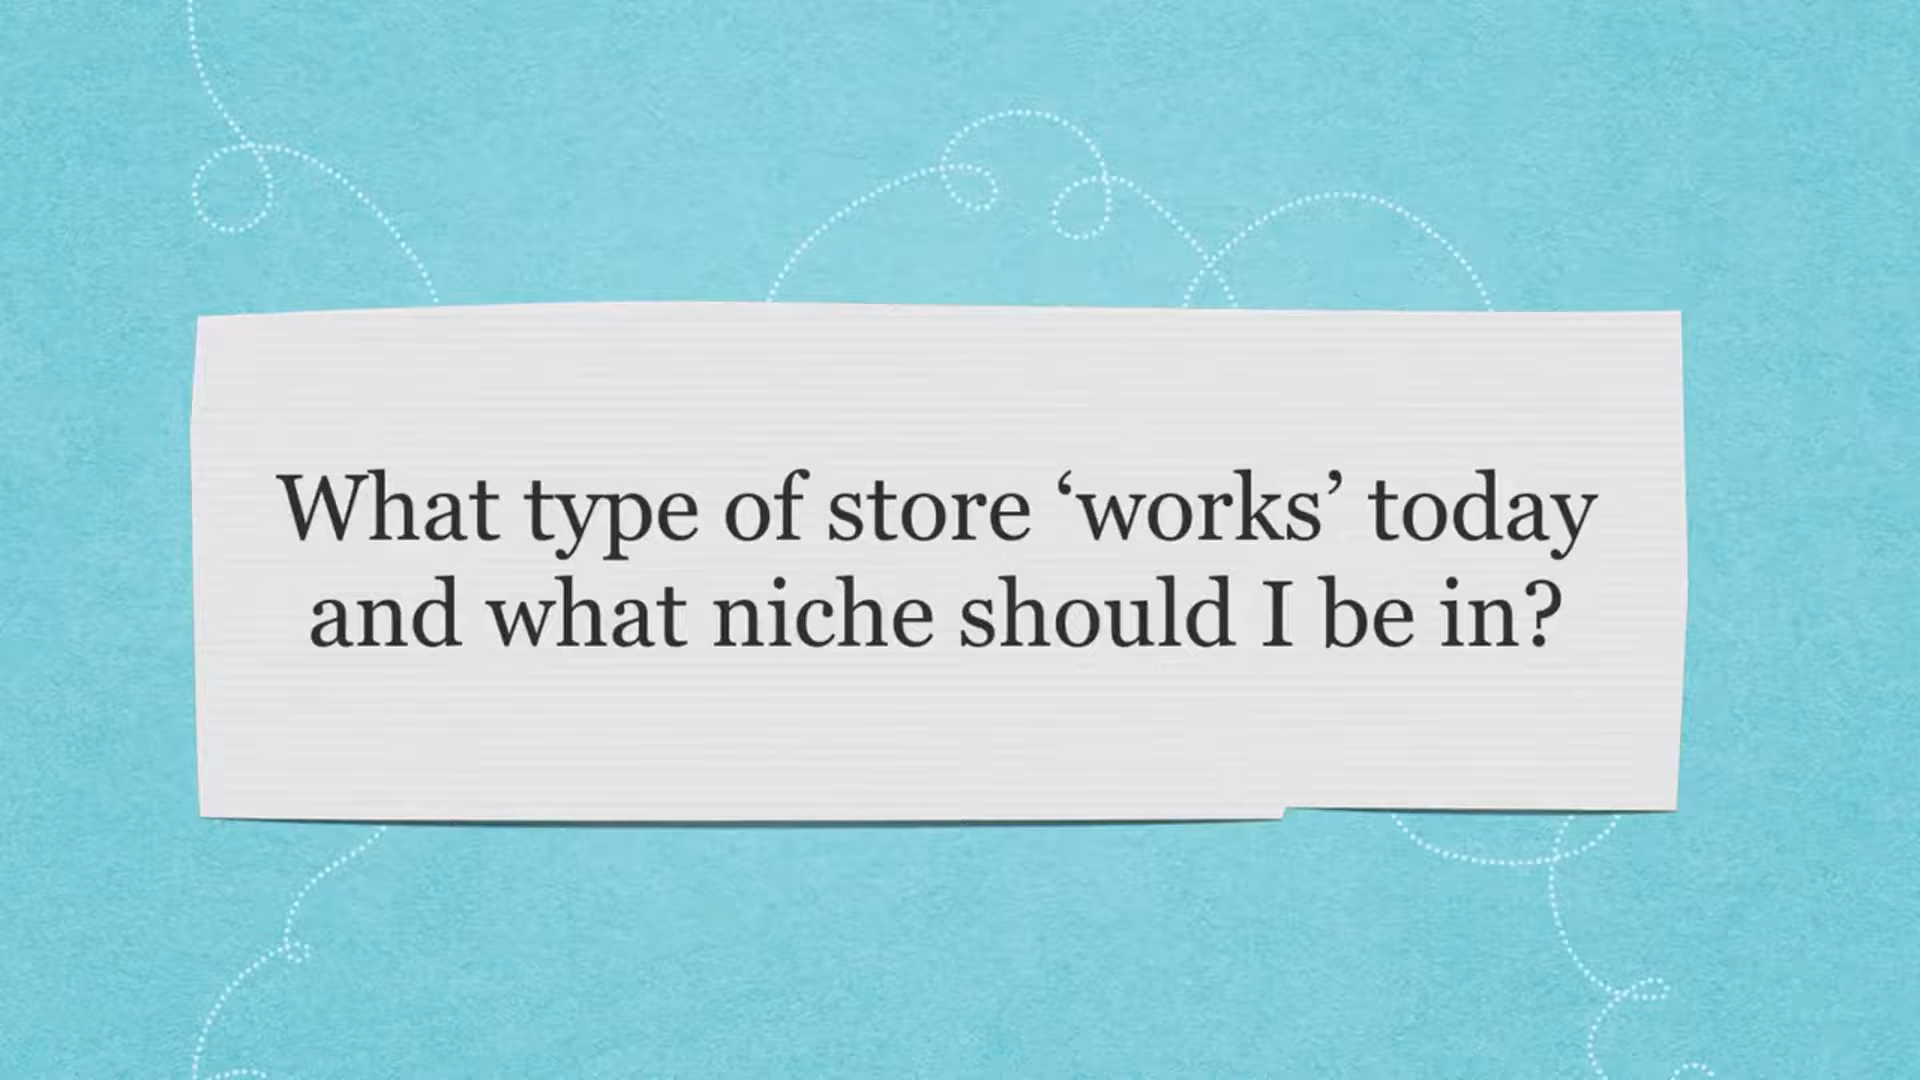 What type of store ‘works’ today
and what niche should I be in?